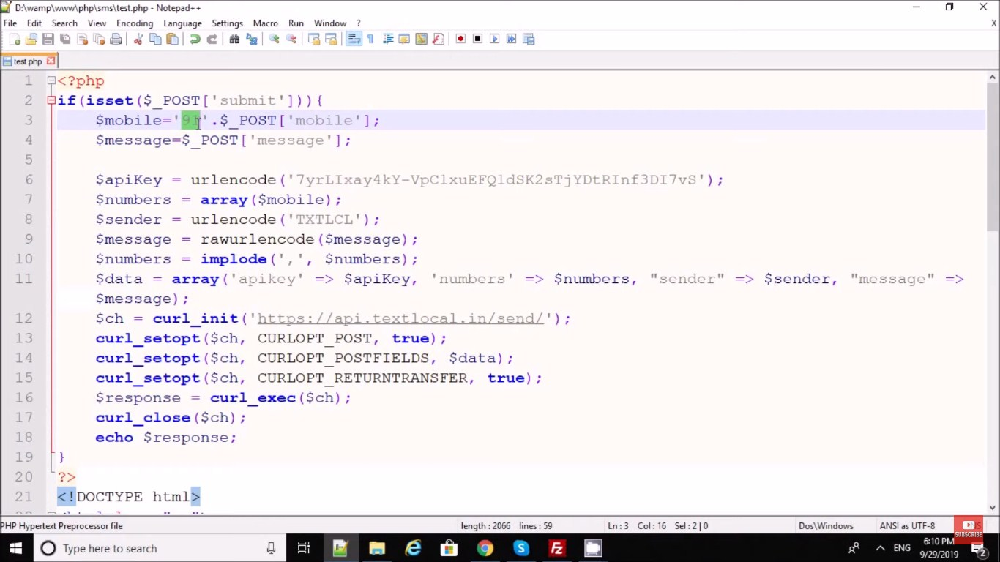 D:\wamp\www\php\sms\test.php - Notepad++
File Edit Search View Encoding Language Settings Macro Run Window ? X
test.php
1 <?php
2 if(isset($_POST['submit'])){
3 $mobile='91'.$_POST['mobile'];
4 $message=$_POST['message'];
5
6 $apiKey = urlencode('7yrLIxay4kY-VpC1xuEFQ1dSK2sTjYDtRInf3DI7vS');
7 $numbers = array($mobile);
8 $sender = urlencode('TXTLCL');
9 $message = rawurlencode($message);
10 $numbers = implode(',', $numbers);
11 $data = array('apikey' => $apiKey, 'numbers' => $numbers, "sender" => $sender, "message" =>
$message);
12 $ch = curl_init('https://api.textlocal.in/send/');
13 curl_setopt($ch, CURLOPT_POST, true);
14 curl_setopt($ch, CURLOPT_POSTFIELDS, $data);
15 curl_setopt($ch, CURLOPT_RETURNTRANSFER, true);
16 $response = curl_exec($ch);
17 curl_close($ch);
18 echo $response;
19 }
20 ?>
21 <!DOCTYPE html>
PHP Hypertext Preprocessor file length : 2066 lines : 59 Ln : 3 Col : 16 Sel : 2 | 0 Dos\Windows ANSI as UTF-8
SUBSCRIBE
Type here to search ENG 6:10 PM
9/29/2019 2